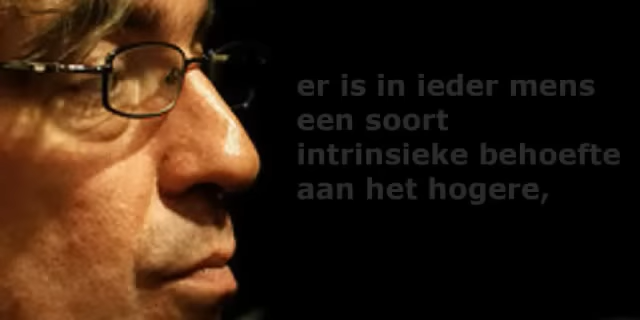 er is in ieder mens
een soort
intrinsieke behoefte
aan het hogere,